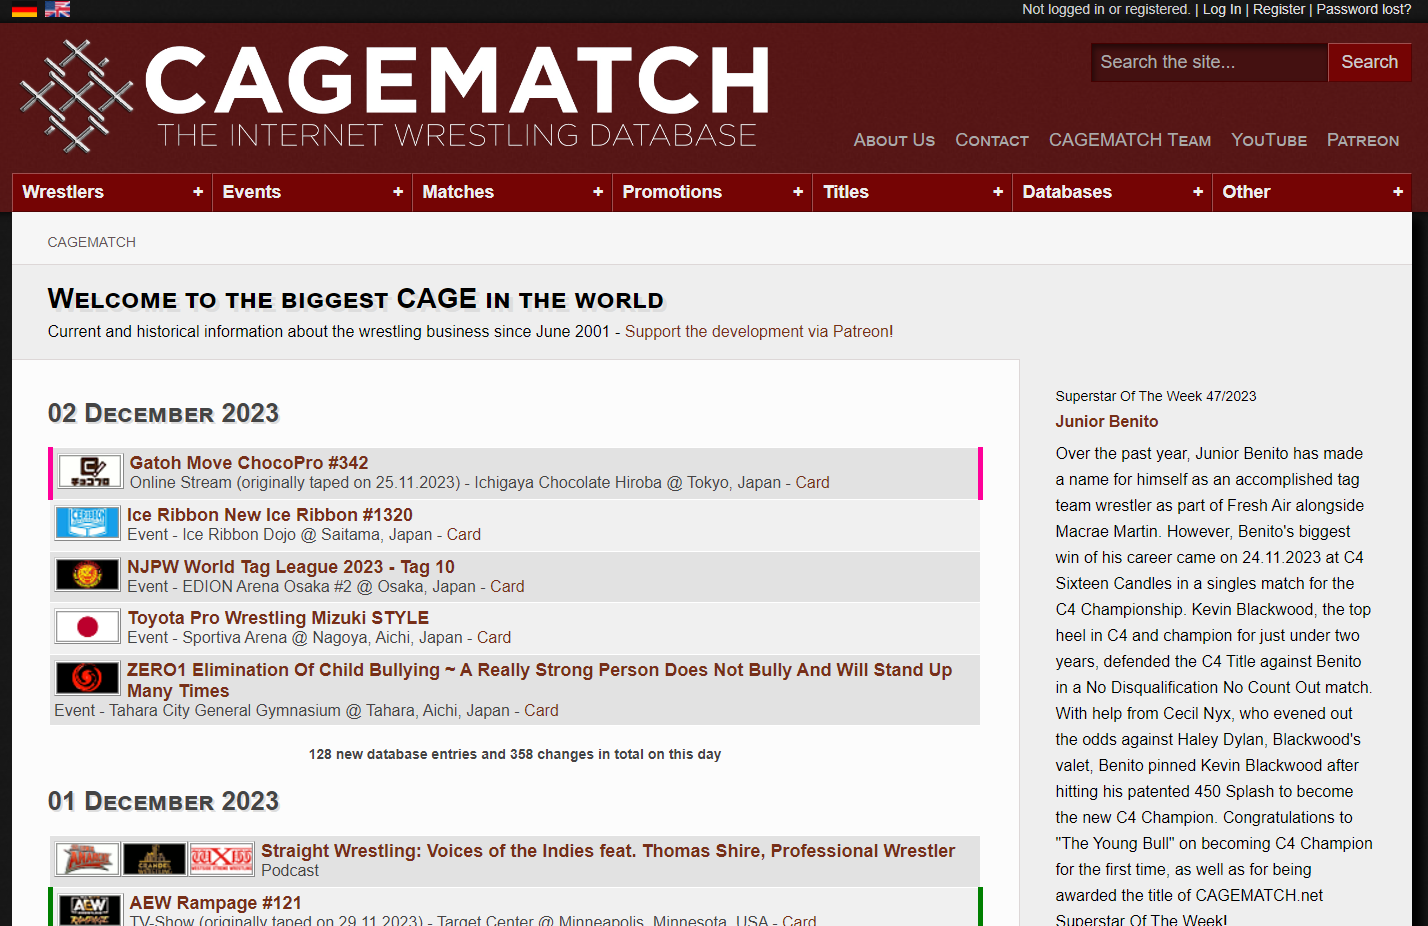 Not logged in or registered. | Log In | Register | Password lost?
CAGEMATCH
THE INTERNET WRESTLING DATABASE
Search the site...
Search
About Us Contact CAGEMATCH Team YouTube Patreon
Wrestlers + Events + Matches + Promotions + Titles + Databases + Other +
CAGEMATCH
Welcome to the biggest CAGE in the world
Current and historical information about the wrestling business since June 2001 - Support the development via Patreon!
02 December 2023
チョコプロ
Gatoh Move ChocoPro #342
Online Stream (originally taped on 25.11.2023) - Ichigaya Chocolate Hiroba @ Tokyo, Japan - Card
Ice Ribbon New Ice Ribbon #1320
Event - Ice Ribbon Dojo @ Saitama, Japan - Card
NJPW World Tag League 2023 - Tag 10
Event - EDION Arena Osaka #2 @ Osaka, Japan - Card
Toyota Pro Wrestling Mizuki STYLE
Event - Sportiva Arena @ Nagoya, Aichi, Japan - Card
ZERO1 Elimination Of Child Bullying ~ A Really Strong Person Does Not Bully And Will Stand Up
Many Times
Event - Tahara City General Gymnasium @ Tahara, Aichi, Japan - Card
128 new database entries and 358 changes in total on this day
01 December 2023
Straight Wrestling: Voices of the Indies feat. Thomas Shire, Professional Wrestler
Podcast
AEW
AEW Rampage #121
TV-Show (originally taped on 29.11.2023) - Target Center @ Minneapolis, Minnesota, USA - Card
Superstar Of The Week 47/2023
Junior Benito
Over the past year, Junior Benito has made
a name for himself as an accomplished tag
team wrestler as part of Fresh Air alongside
Macrae Martin. However, Benito's biggest
win of his career came on 24.11.2023 at C4
Sixteen Candles in a singles match for the
C4 Championship. Kevin Blackwood, the top
heel in C4 and champion for just under two
years, defended the C4 Title against Benito
in a No Disqualification No Count Out match.
With help from Cecil Nyx, who evened out
the odds against Haley Dylan, Blackwood's
valet, Benito pinned Kevin Blackwood after
hitting his patented 450 Splash to become
the new C4 Champion. Congratulations to
"The Young Bull" on becoming C4 Champion
for the first time, as well as for being
awarded the title of CAGEMATCH.net
Superstar Of The Week!